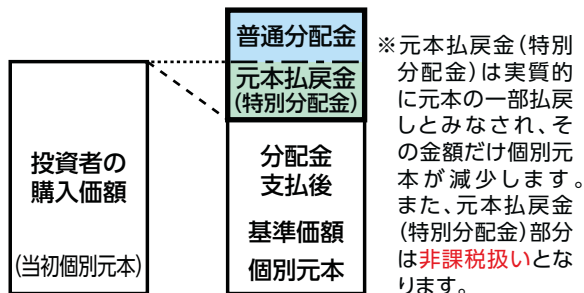 投資者の
購入価額
(当初個別元本)
普通分配金
元本払戻金
(特別分配金)
分配金
支払後
基準価額
個別元本
※元本払戻金(特別
分配金)は実質的
に元本の一部払戻
しとみなされ、そ
の金額だけ個別元
本が減少します。
また、元本払戻金
(特別分配金)部分
は非課税扱いとな
ります。